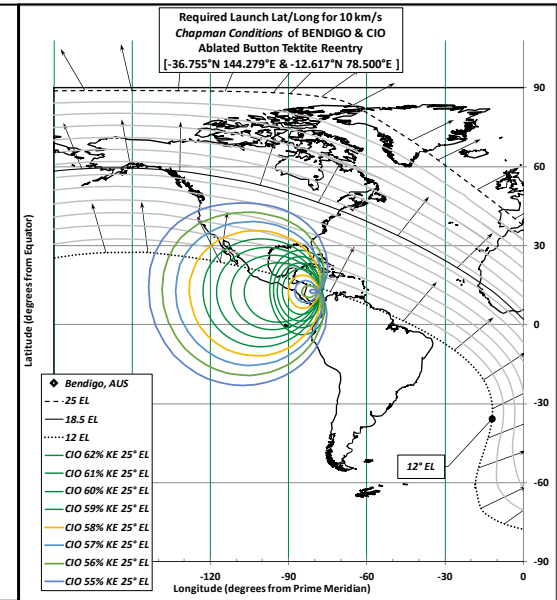 Required Launch Lat/Long for 10 km/s
Chapman Conditions of BENDIGO & CIO
Ablated Button Tektite Reentry
[-36.755°N 144.279°E & -12.617°N 78.500°E ]
90
60
30
0
-30
-60
-90
Latitude (degrees from Equator)
Bendigo, AUS
25 EL
18.5 EL
12 EL
CIO 62% KE 25° EL
CIO 61% KE 25° EL
CIO 60% KE 25° EL
CIO 59% KE 25° EL
CIO 58% KE 25° EL
CIO 57% KE 25° EL
CIO 56% KE 25° EL
CIO 55% KE 25° EL
12° EL
-120 -90 -60 -30 0
Longitude (degrees from Prime Meridian)